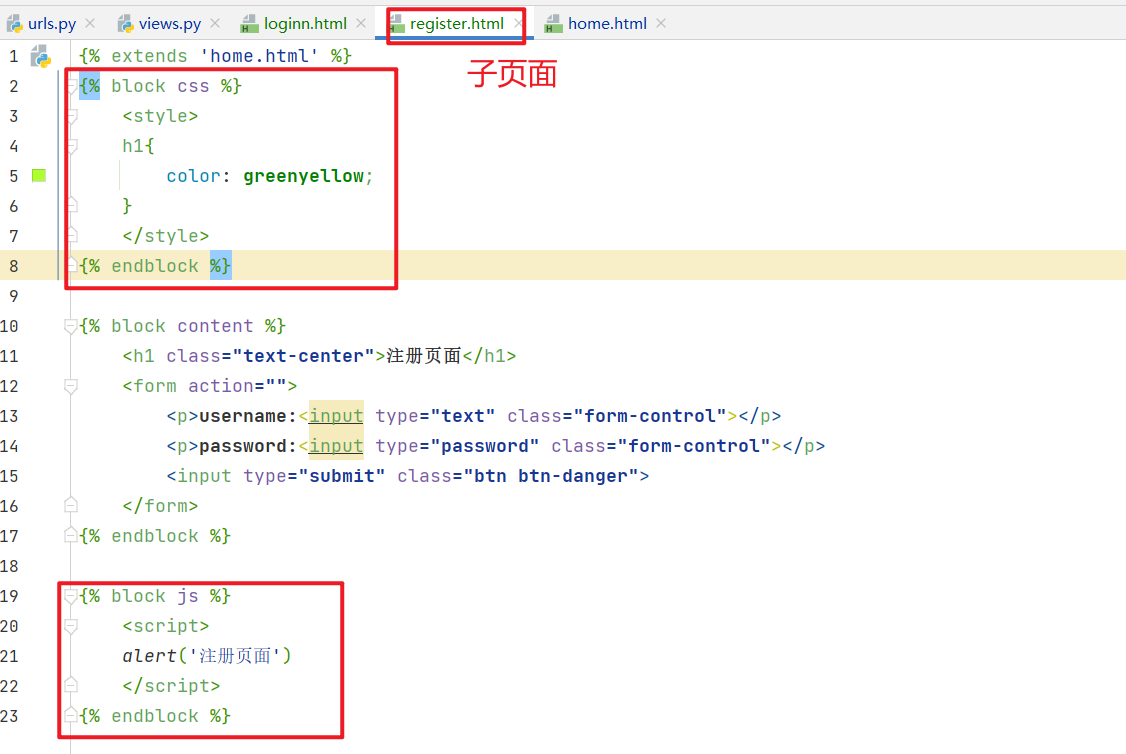 urls.py views.py loginn.html register.html home.html
子页面
1 {% extends 'home.html' %}
2 {% block css %}
3 <style>
4 h1{
5 color: greenyellow;
6 }
7 </style>
8 {% endblock %}
9
10 {% block content %}
11 <h1 class="text-center">注册页面</h1>
12 <form action="">
13 <p>username:<input type="text" class="form-control"></p>
14 <p>password:<input type="password" class="form-control"></p>
15 <input type="submit" class="btn btn-danger">
16 </form>
17 {% endblock %}
18
19 {% block js %}
20 <script>
21 alert('注册页面')
22 </script>
23 {% endblock %}